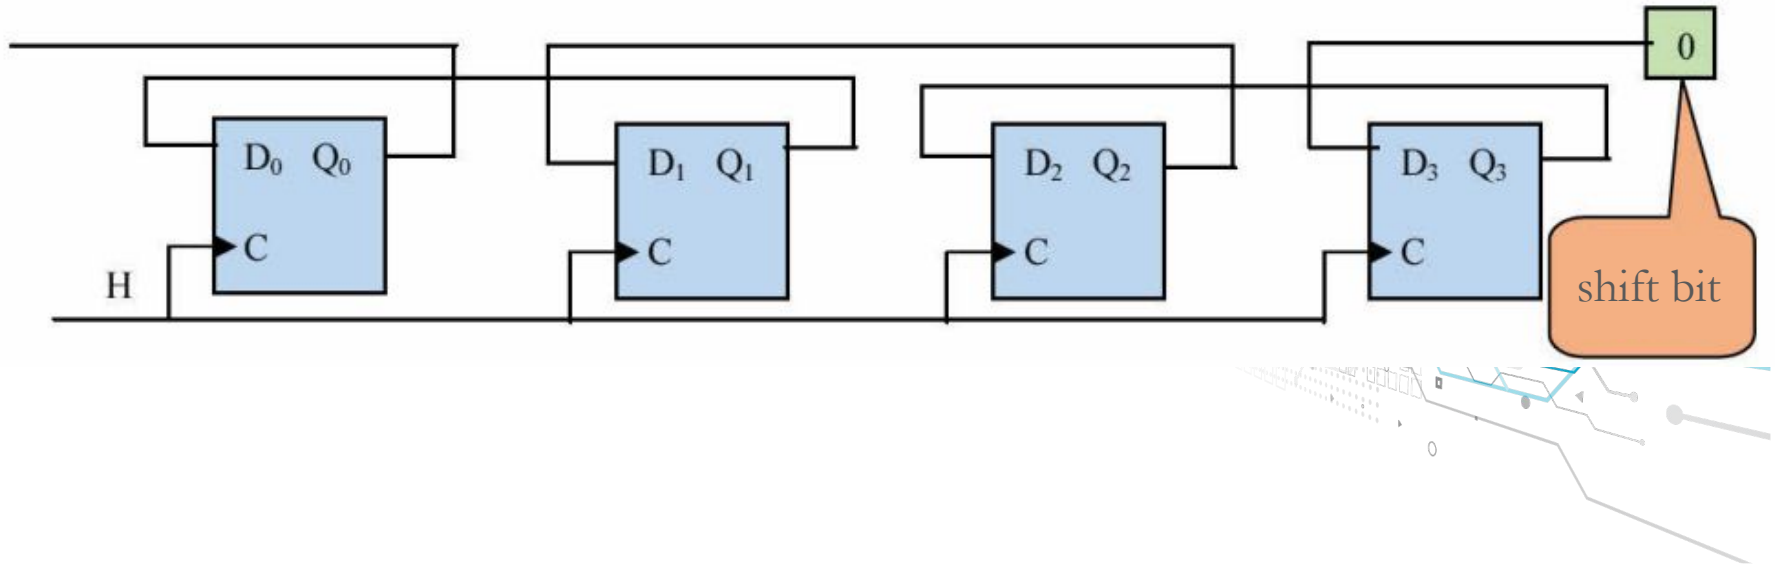 0
D₀ Q₀
D₁ Q₁
D₂ Q₂
D₃ Q₃
C
C
C
C
H
shift bit